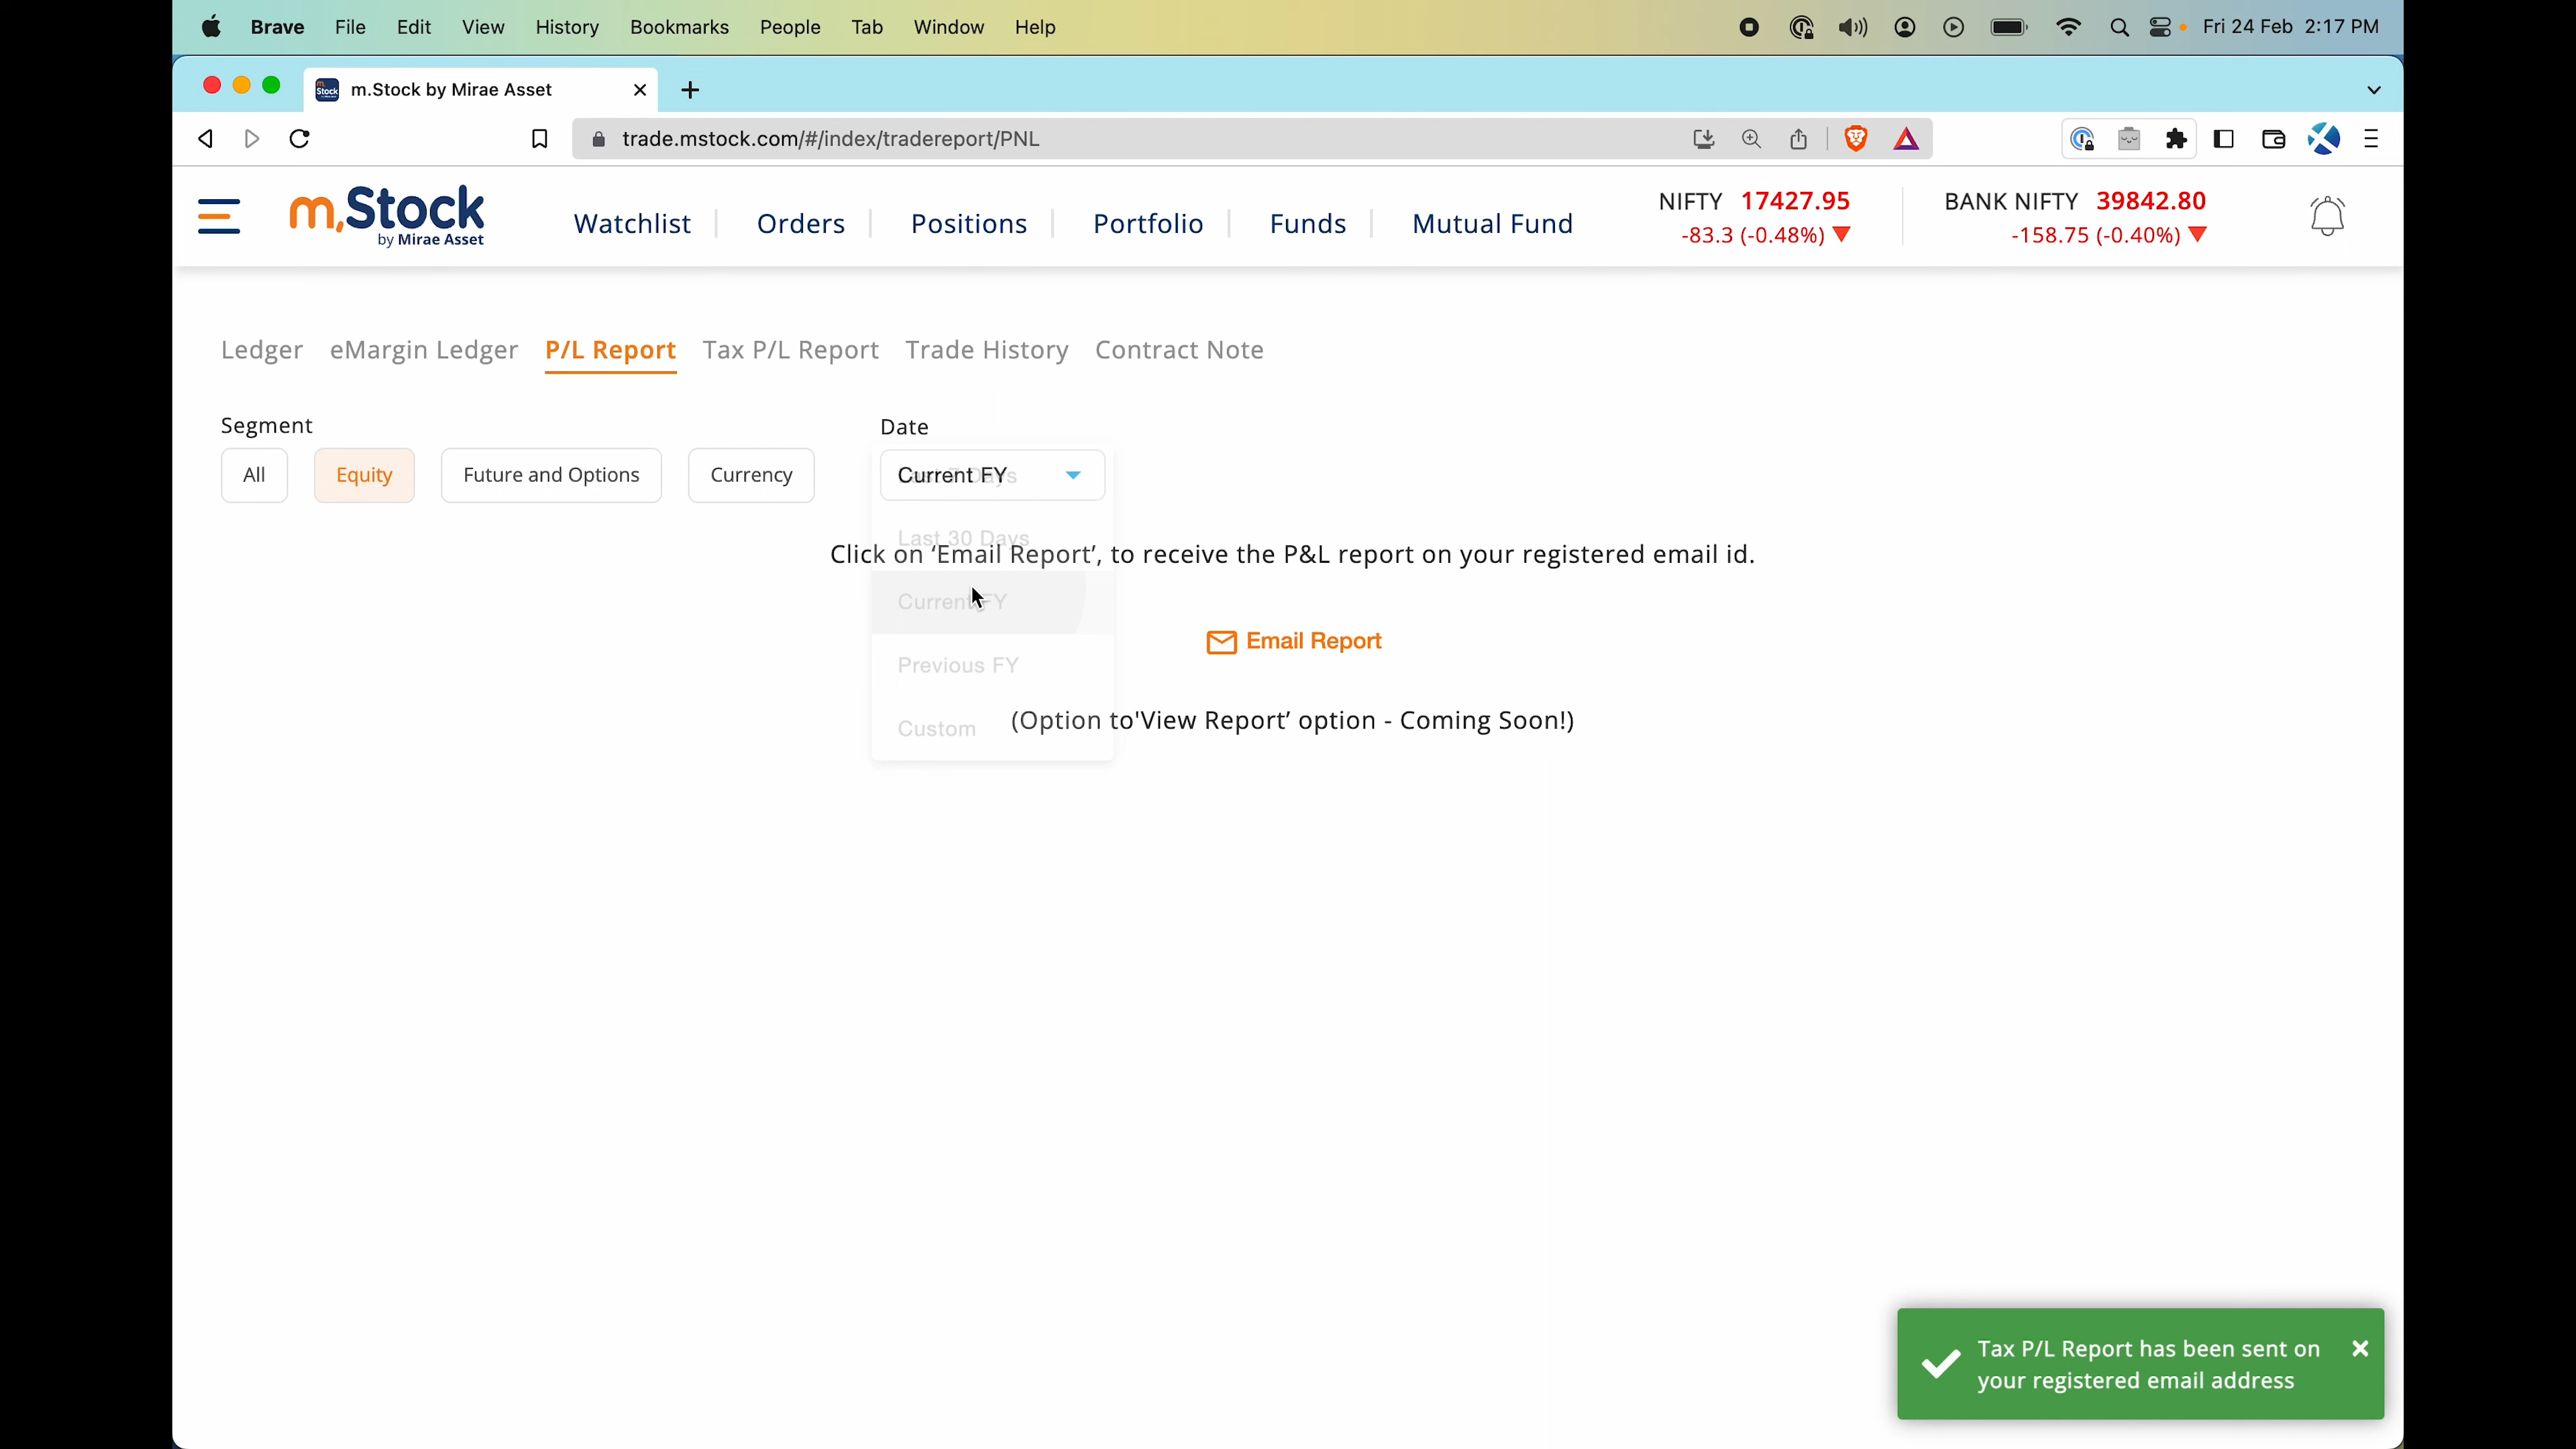 Brave File Edit View History Bookmarks People Tab Window Help Fri 24 Feb 2:17 PM
m.Stock by Mirae Asset
trade.mstock.com/#/index/tradereport/PNL
m.Stock by Mirae Asset
Watchlist Orders Positions Portfolio Funds Mutual Fund
NIFTY 17427.95 BANK NIFTY 39842.80
-83.3 (-0.48%) -158.75 (-0.40%)
Ledger eMargin Ledger P/L Report Tax P/L Report Trade History Contract Note
Segment Date
All Equity Future and Options Currency Current FY
Last 30 Days
Click on ‘Email Report’, to receive the P&L report on your registered email id.
Current FY
Email Report
Previous FY
(Option to'View Report’ option - Coming Soon!)
Custom
Tax P/L Report has been sent on
your registered email address